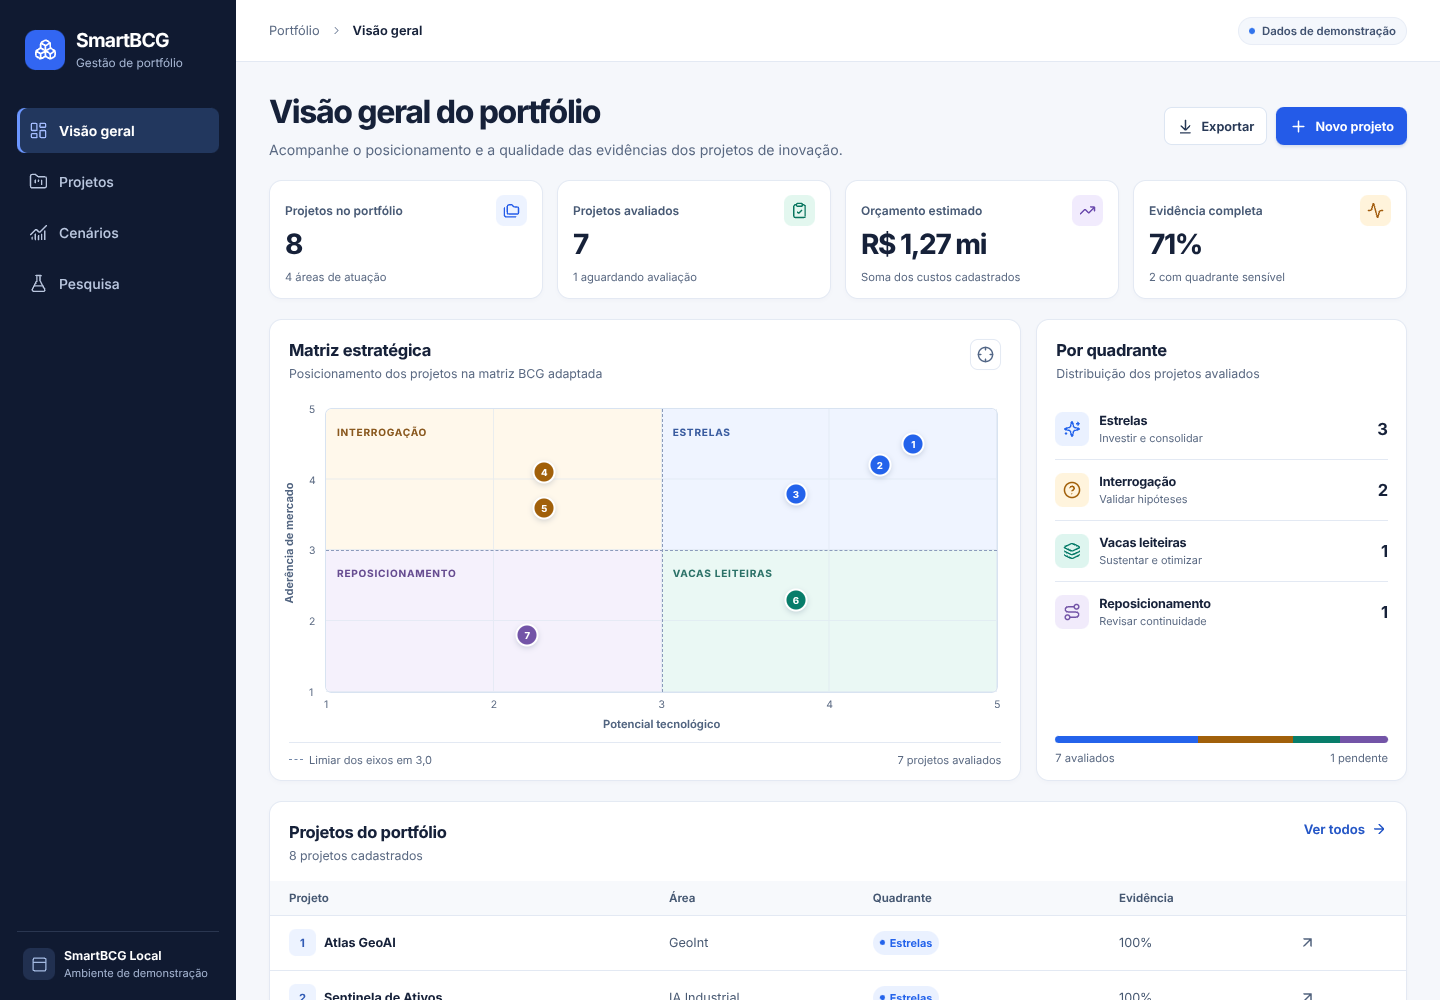 SmartBCG
Gestão de portfólio
Visão geral
Projetos
Cenários
Pesquisa
SmartBCG Local
Ambiente de demonstração
Portfólio > Visão geral
Dados de demonstração
Visão geral do portfólio
Acompanhe o posicionamento e a qualidade das evidências dos projetos de inovação.
Exportar
Novo projeto
Projetos no portfólio
8
4 áreas de atuação
Projetos avaliados
7
1 aguardando avaliação
Orçamento estimado
R$ 1,27 mi
Soma dos custos cadastrados
Evidência completa
71%
2 com quadrante sensível
Matriz estratégica
Posicionamento dos projetos na matriz BCG adaptada
Aderência de mercado
5
4
3
2
1
INTERROGAÇÃO
ESTRELAS
REPOSICIONAMENTO
VACAS LEITEIRAS
1
2
3
4
5
6
7
1 2 3 4 5
Potencial tecnológico
Limiar dos eixos em 3,0
7 projetos avaliados
Por quadrante
Distribuição dos projetos avaliados
Estrelas
Investir e consolidar
3
Interrogação
Validar hipóteses
2
Vacas leiteiras
Sustentar e otimizar
1
Reposicionamento
Revisar continuidade
1
7 avaliados
1 pendente
Projetos do portfólio
8 projetos cadastrados
Ver todos
Projeto Área Quadrante Evidência
1 Atlas GeoAI GeoInt Estrelas 100%
2 Sentinela de Ativos IA Industrial Estrelas 100%